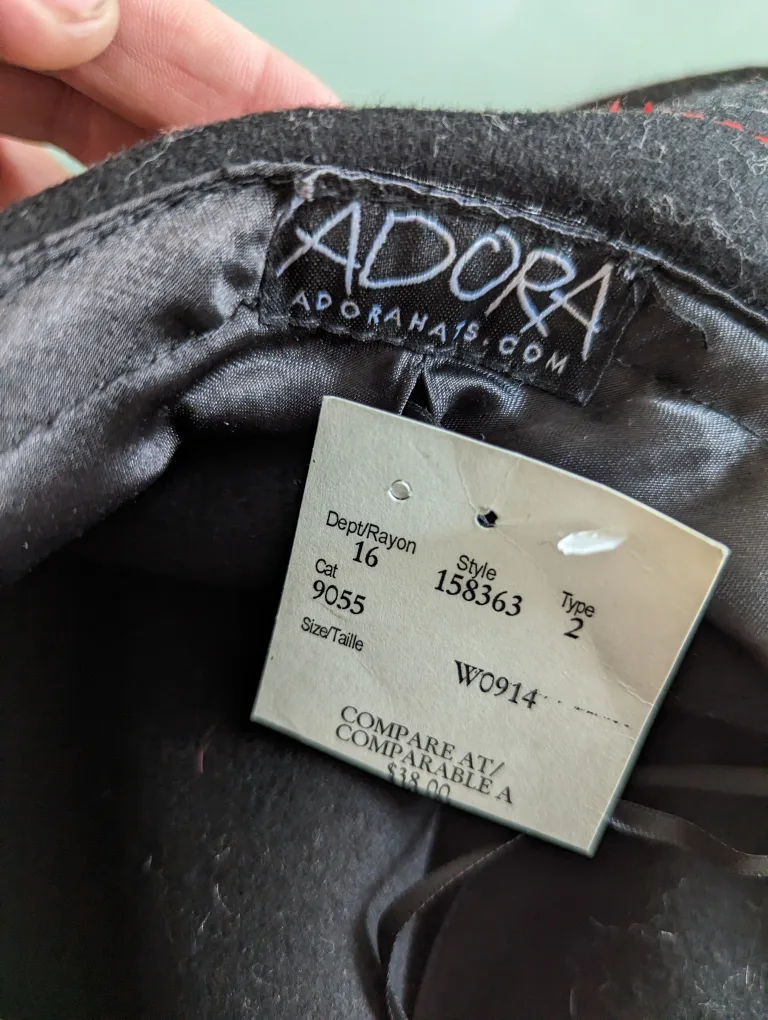 ADORA
ADORAHATS.COM
Dept/Rayon Style Type
16 158363 2
Cat
9055
Size/Taille
W0914
COMPARE AT/
COMPARABLE A
$38.00